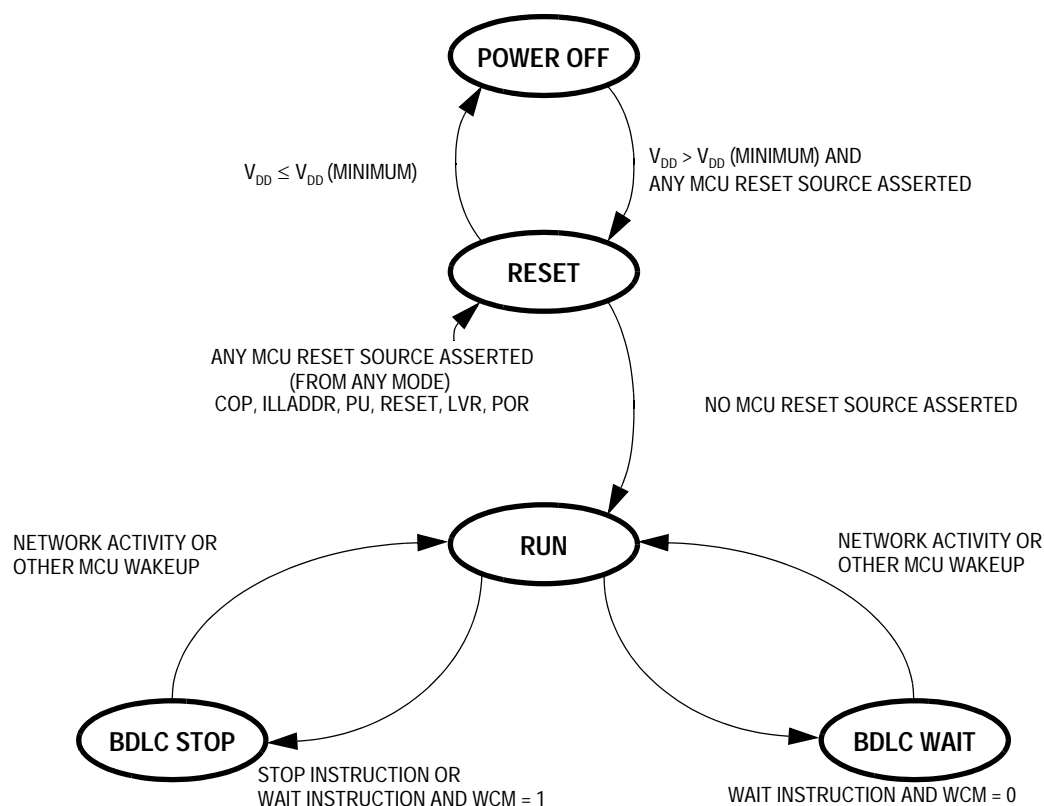 POWER OFF
V_DD ≤ V_DD (MINIMUM)
V_DD > V_DD (MINIMUM) AND
ANY MCU RESET SOURCE ASSERTED
RESET
ANY MCU RESET SOURCE ASSERTED
(FROM ANY MODE)
COP, ILLADDR, PU, RESET, LVR, POR
NO MCU RESET SOURCE ASSERTED
NETWORK ACTIVITY OR
OTHER MCU WAKEUP
RUN
NETWORK ACTIVITY OR
OTHER MCU WAKEUP
BDLC STOP
BDLC WAIT
STOP INSTRUCTION OR
WAIT INSTRUCTION AND WCM = 1
WAIT INSTRUCTION AND WCM = 0